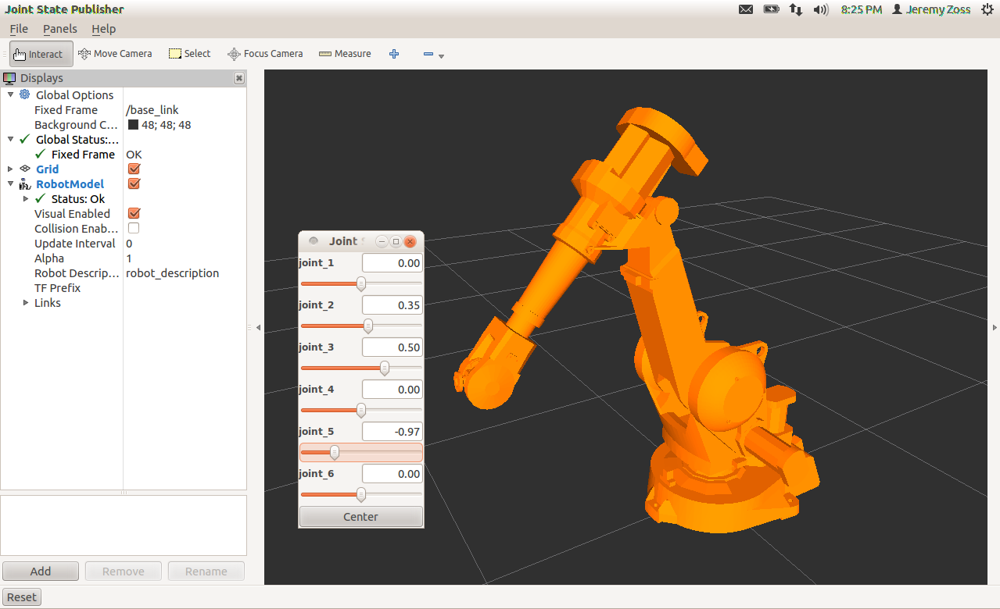 Joint State Publisher
8:25 PM Jeremy Zoss
File Panels Help
Interact Move Camera Select Focus Camera Measure
Displays
Global Options
Fixed Frame /base_link
Background C... 48; 48; 48
Global Status:...
Fixed Frame OK
Grid
RobotModel
Status: Ok
Visual Enabled
Collision Enab...
Update Interval 0
Alpha 1
Robot Descrip... robot_description
TF Prefix
Links
Add Remove Rename
Reset
Joint
joint_1 0.00
joint_2 0.35
joint_3 0.50
joint_4 0.00
joint_5 -0.97
joint_6 0.00
Center